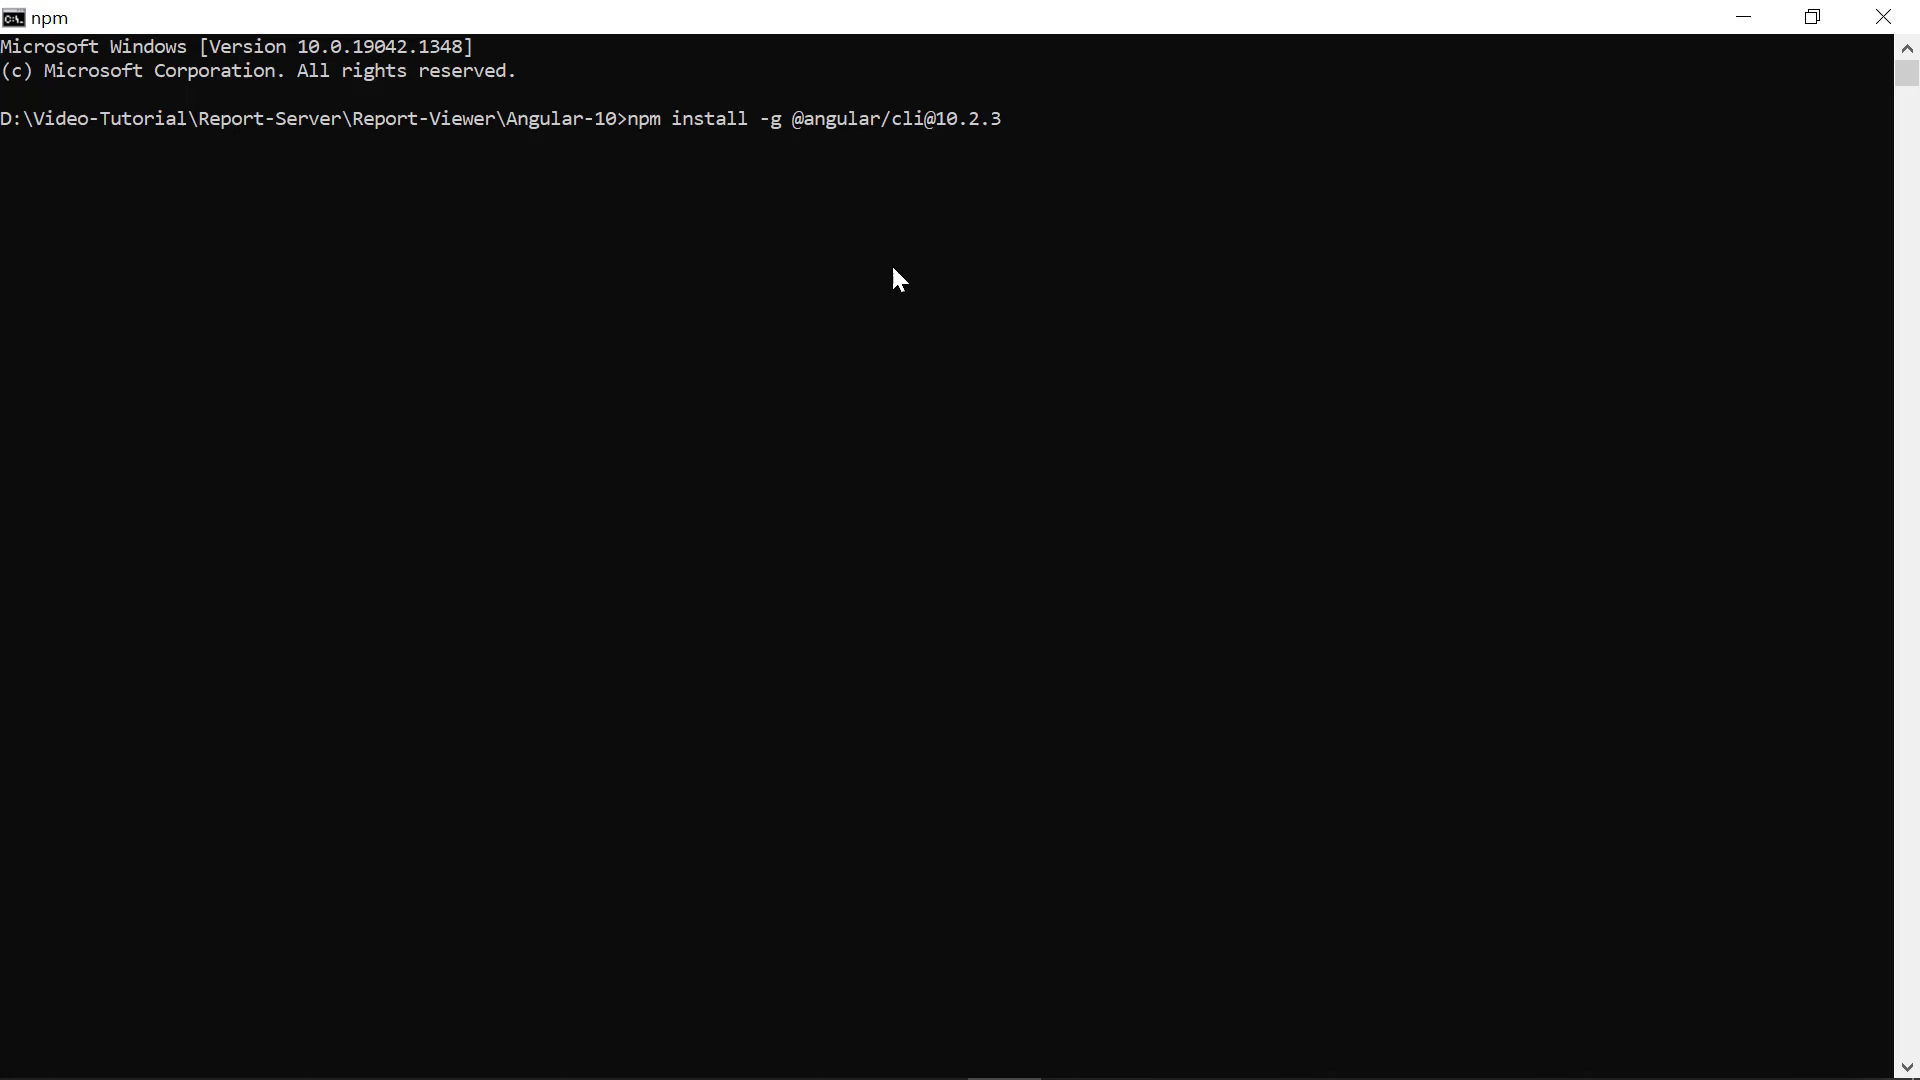 npm
Microsoft Windows [Version 10.0.19042.1348]
(c) Microsoft Corporation. All rights reserved.
D:\Video-Tutorial\Report-Server\Report-Viewer\Angular-10>npm install -g @angular/cli@10.2.3